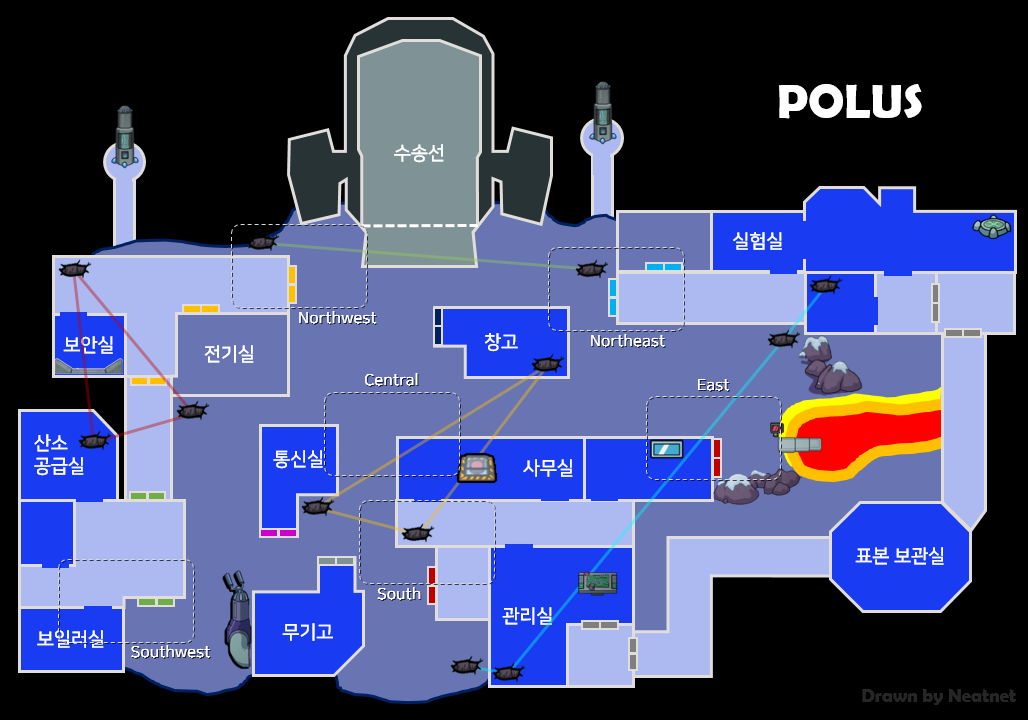 POLUS
수송선
실험실
Northwest
창고
Northeast
보안실
전기실
Central
East
산소
공급실
통신실
사무실
South
관리실
표본 보관실
무기고
보일러실
Southwest
Drawn by Neatnet